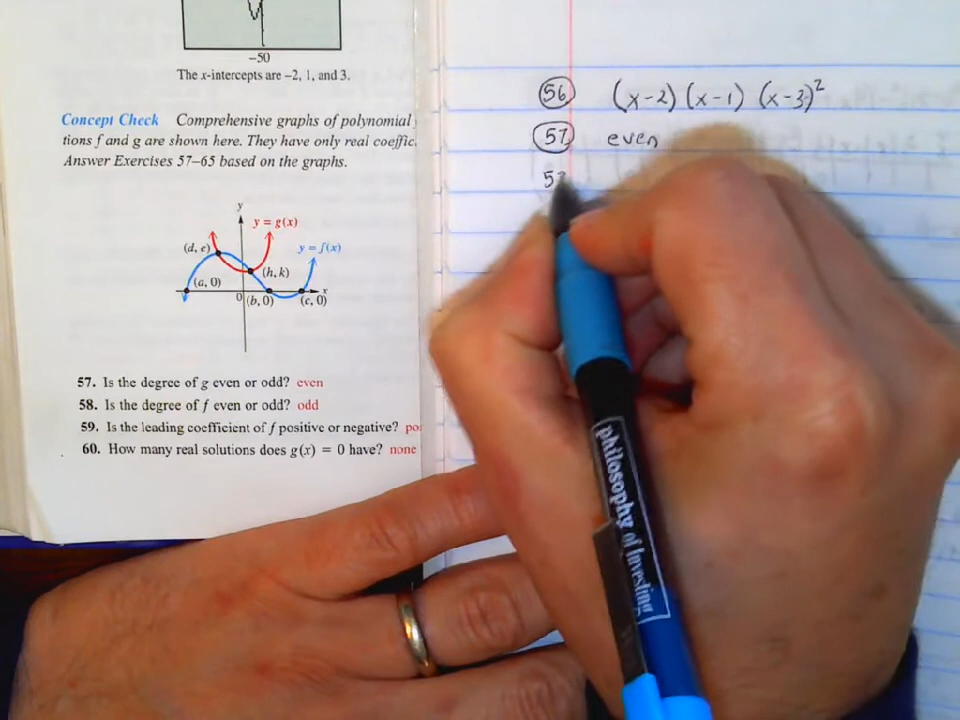 -50
The x-intercepts are -2, 1, and 3.
Concept Check Comprehensive graphs of polynomial
tions f and g are shown here. They have only real coeffic
Answer Exercises 57–65 based on the graphs.
y
y = g(x)
(d, e)
y = f(x)
(h, k)
(a, 0)
x
0
(b, 0)
(c, 0)
57. Is the degree of g even or odd? even
58. Is the degree of f even or odd? odd
59. Is the leading coefficient of f positive or negative? po
60. How many real solutions does g(x) = 0 have? none
56 (x-2) (x-1) (x-3)²
57 even
5
philosophy of Investing